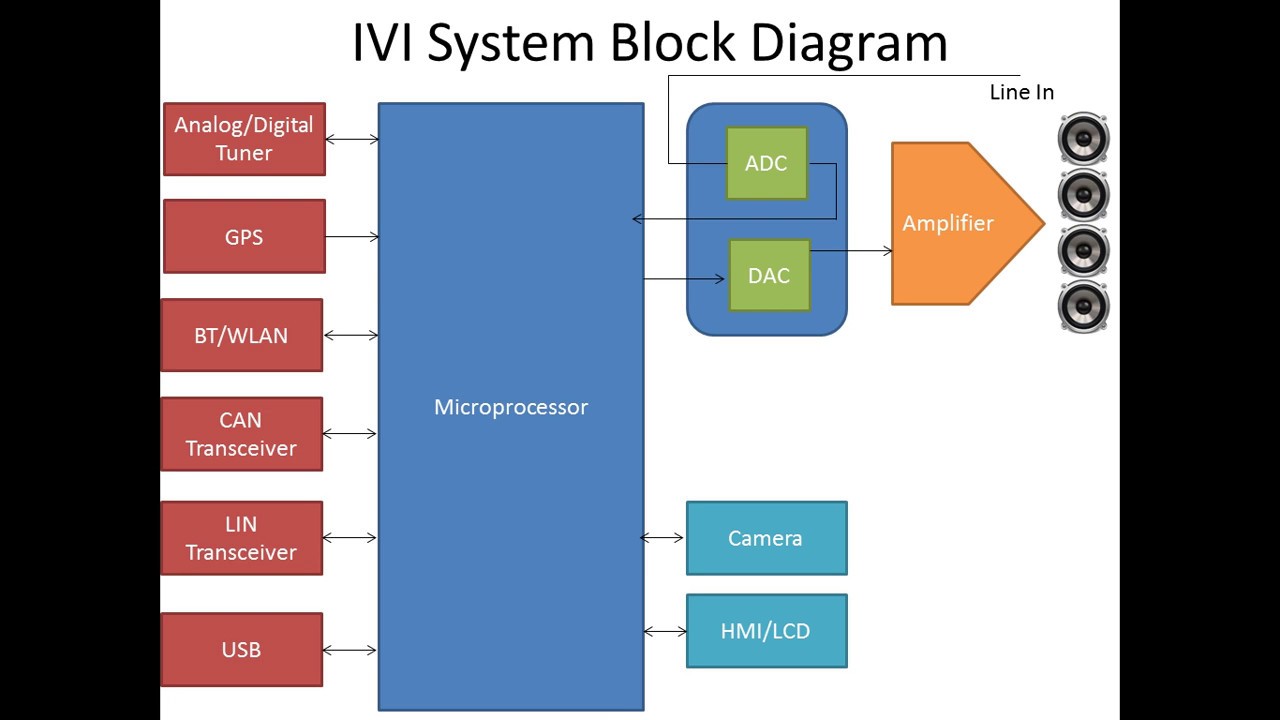 IVI System Block Diagram
Line In
Analog/Digital
Tuner
GPS
BT/WLAN
CAN
Transceiver
LIN
Transceiver
USB
Microprocessor
ADC
DAC
Amplifier
Camera
HMI/LCD